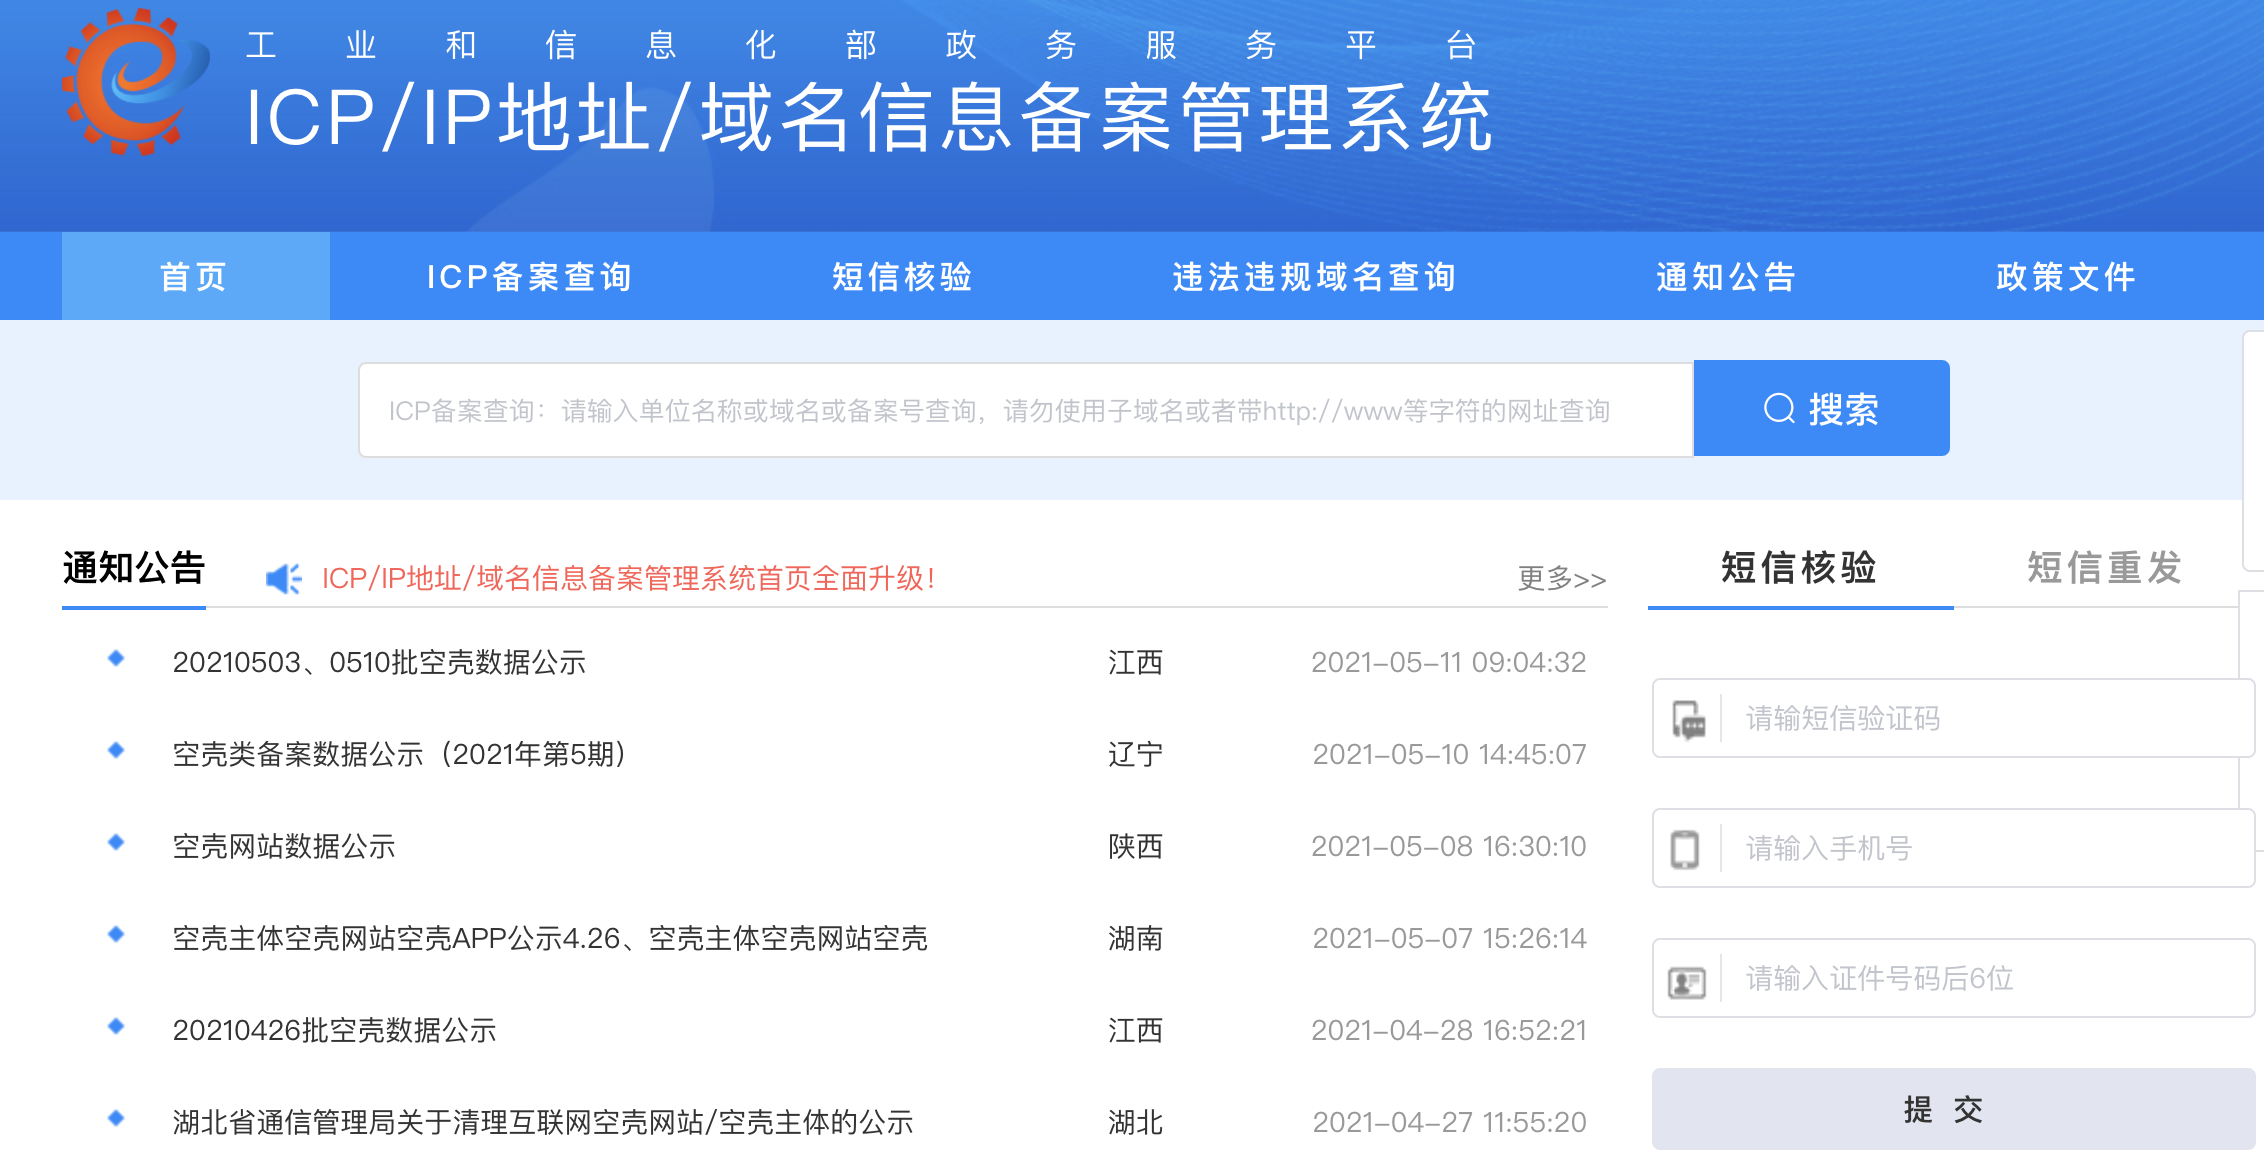 工业和信息化部政务服务平台
ICP/IP地址/域名信息备案管理系统
首页 ICP备案查询 短信核验 违法违规域名查询 通知公告 政策文件
ICP备案查询：请输入单位名称或域名或备案号查询，请勿使用子域名或者带http://www等字符的网址查询 搜索
通知公告 ICP/IP地址/域名信息备案管理系统首页全面升级！ 更多>>
20210503、0510批空壳数据公示 江西 2021-05-11 09:04:32
空壳类备案数据公示（2021年第5期） 辽宁 2021-05-10 14:45:07
空壳网站数据公示 陕西 2021-05-08 16:30:10
空壳主体空壳网站空壳APP公示4.26、空壳主体空壳网站空壳 湖南 2021-05-07 15:26:14
20210426批空壳数据公示 江西 2021-04-28 16:52:21
湖北省通信管理局关于清理互联网空壳网站/空壳主体的公示 湖北 2021-04-27 11:55:20
短信核验 短信重发
请输短信验证码
请输入手机号
请输入证件号码后6位
提 交